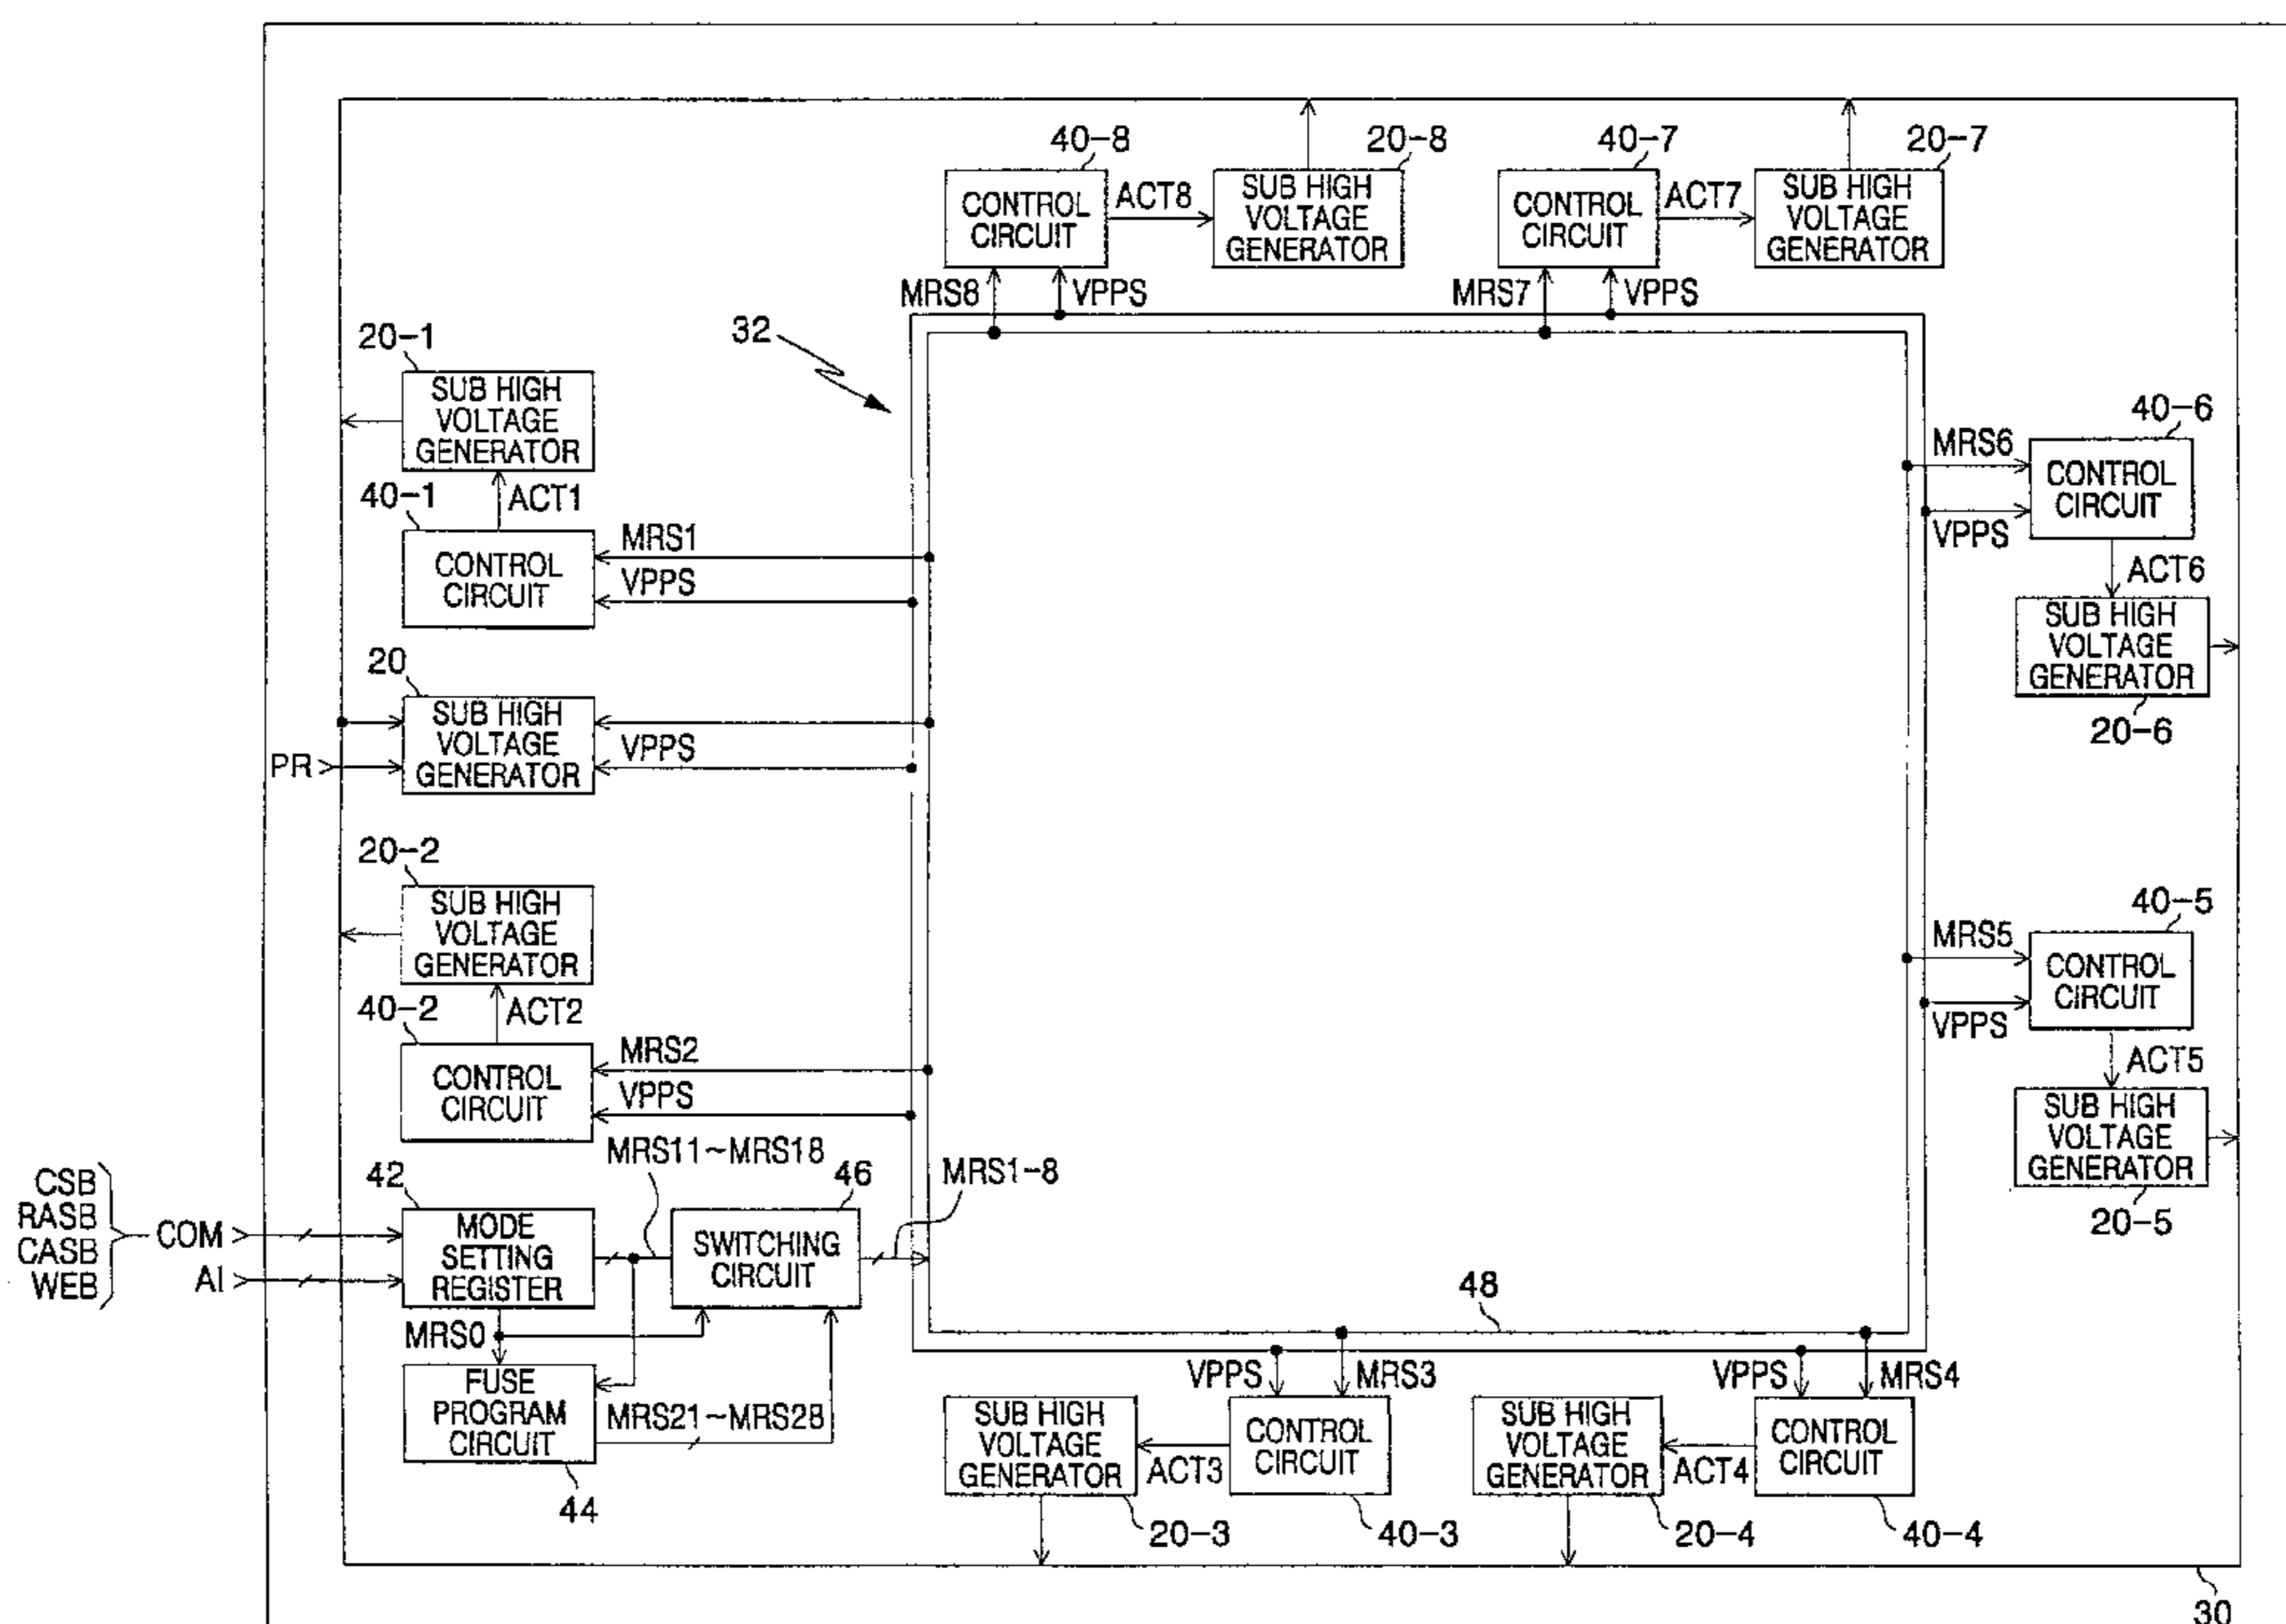 40-8
20-8
40-7
20-7
CONTROL
CIRCUIT
ACT8
SUB HIGH
VOLTAGE
GENERATOR
CONTROL
CIRCUIT
ACT7
SUB HIGH
VOLTAGE
GENERATOR
MRS8
VPPS
MRS7
VPPS
32
20-1
SUB HIGH
VOLTAGE
GENERATOR
40-1
ACT1
CONTROL
CIRCUIT
MRS1
VPPS
40-6
MRS6
CONTROL
CIRCUIT
VPPS
ACT6
SUB HIGH
VOLTAGE
GENERATOR
20-6
20
SUB HIGH
VOLTAGE
GENERATOR
VPPS
PR
20-2
SUB HIGH
VOLTAGE
GENERATOR
40-2
ACT2
CONTROL
CIRCUIT
MRS2
VPPS
40-5
MRS5
CONTROL
CIRCUIT
VPPS
ACT5
SUB HIGH
VOLTAGE
GENERATOR
20-5
CSB
RASB
CASB
WEB
COM
AI
42
MODE
SETTING
REGISTER
MRS11~MRS18
46
SWITCHING
CIRCUIT
MRS1-8
MRS0
FUSE
PROGRAM
CIRCUIT
MRS21~MRS28
44
48
VPPS
MRS3
VPPS
MRS4
SUB HIGH
VOLTAGE
GENERATOR
ACT3
CONTROL
CIRCUIT
SUB HIGH
VOLTAGE
GENERATOR
ACT4
CONTROL
CIRCUIT
20-3
40-3
20-4
40-4
30